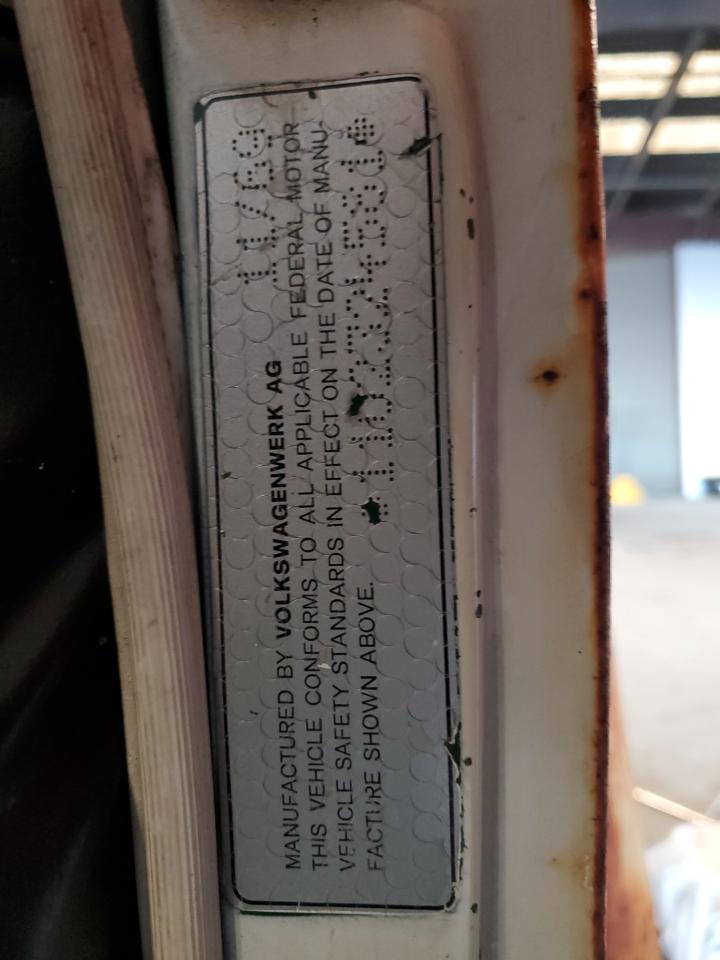 11/69
MANUFACTURED BY VOLKSWAGENWERK AG
THIS VEHICLE CONFORMS TO ALL APPLICABLE FEDERAL MOTOR
VEHICLE SAFETY STANDARDS IN EFFECT ON THE DATE OF MANU-
FACTURE SHOWN ABOVE.